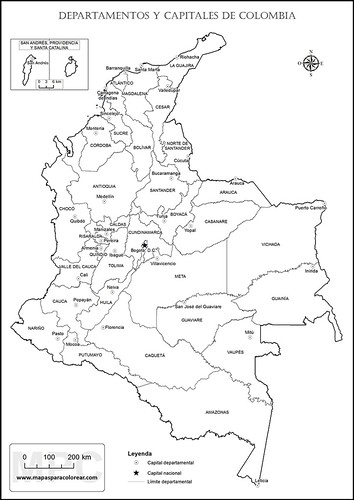 DEPARTAMENTOS Y CAPITALES DE COLOMBIA
SAN ANDRÉS, PROVIDENCIA
Y SANTA CATALINA
San Andrés
0 3 6 km
N
O
E
S
Riohacha
Santa Marta
LA GUAJIRA
Barranquilla
ATLÁNTICO
Valledupar
Cartagena
de Indias
MAGDALENA
CESAR
Sincelejo
Montería
SUCRE
NORTE DE
SANTANDER
CÓRDOBA
BOLÍVAR
Cúcuta
Bucaramanga
ANTIOQUIA
SANTANDER
Arauca
ARAUCA
Medellín
Puerto Carreño
CHOCÓ
Quibdó
CALDAS
Tunja
BOYACÁ
CASANARE
Manizales
Yopal
RISARALDA
Pereira
CUNDINAMARCA
Armenia
Bogotá, D.C.
VICHADA
QUINDÍO
Ibagué
Villavicencio
VALLE DEL CAUCA
TOLIMA
META
Inírida
Cali
Neiva
GUAINÍA
CAUCA
Popayán
HUILA
San José del Guaviare
GUAVIARE
NARIÑO
Florencia
Mitú
Pasto
Mocoa
VAUPÉS
PUTUMAYO
CAQUETÁ
AMAZONAS
Leticia
0 100 200 km
www.mapasparacolorear.com
Leyenda
Capital departamental
Capital nacional
Límite departamental